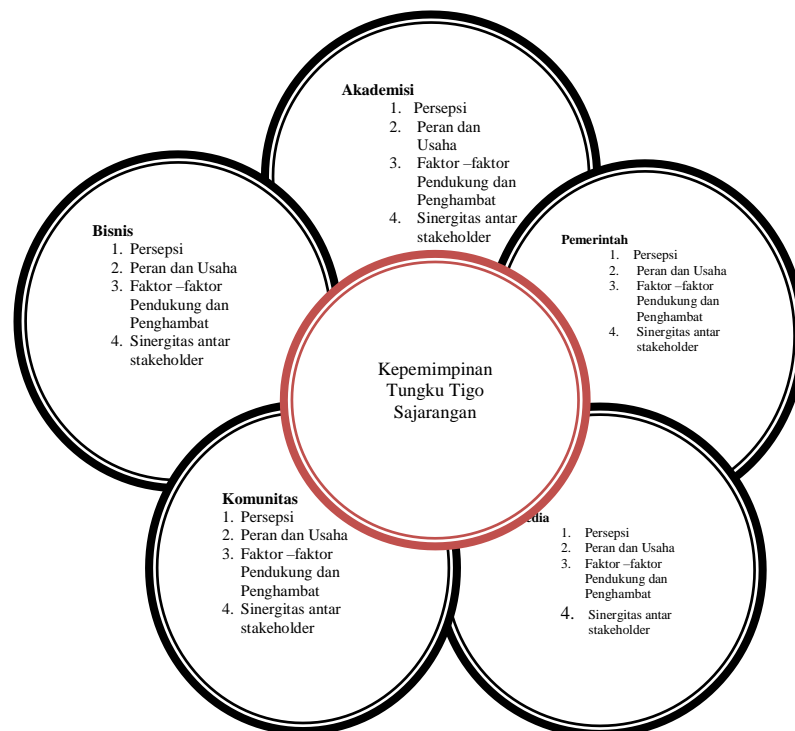 Akademisi
1. Persepsi
2. Peran dan
Usaha
3. Faktor –faktor
Pendukung dan
Penghambat
4. Sinergitas antar
stakeholder
Bisnis
1. Persepsi
2. Peran dan Usaha
3. Faktor –faktor
Pendukung dan
Penghambat
4. Sinergitas antar
stakeholder
Pemerintah
1. Persepsi
2. Peran dan Usaha
3. Faktor –faktor
Pendukung dan
Penghambat
4. Sinergitas antar
stakeholder
Kepemimpinan
Tungku Tigo
Sajarangan
Komunitas
1. Persepsi
2. Peran dan Usaha
3. Faktor –faktor
Pendukung dan
Penghambat
4. Sinergitas antar
stakeholder
1. Persepsi
2. Peran dan Usaha
3. Faktor –faktor
Pendukung dan
Penghambat
4. Sinergitas antar
stakeholder